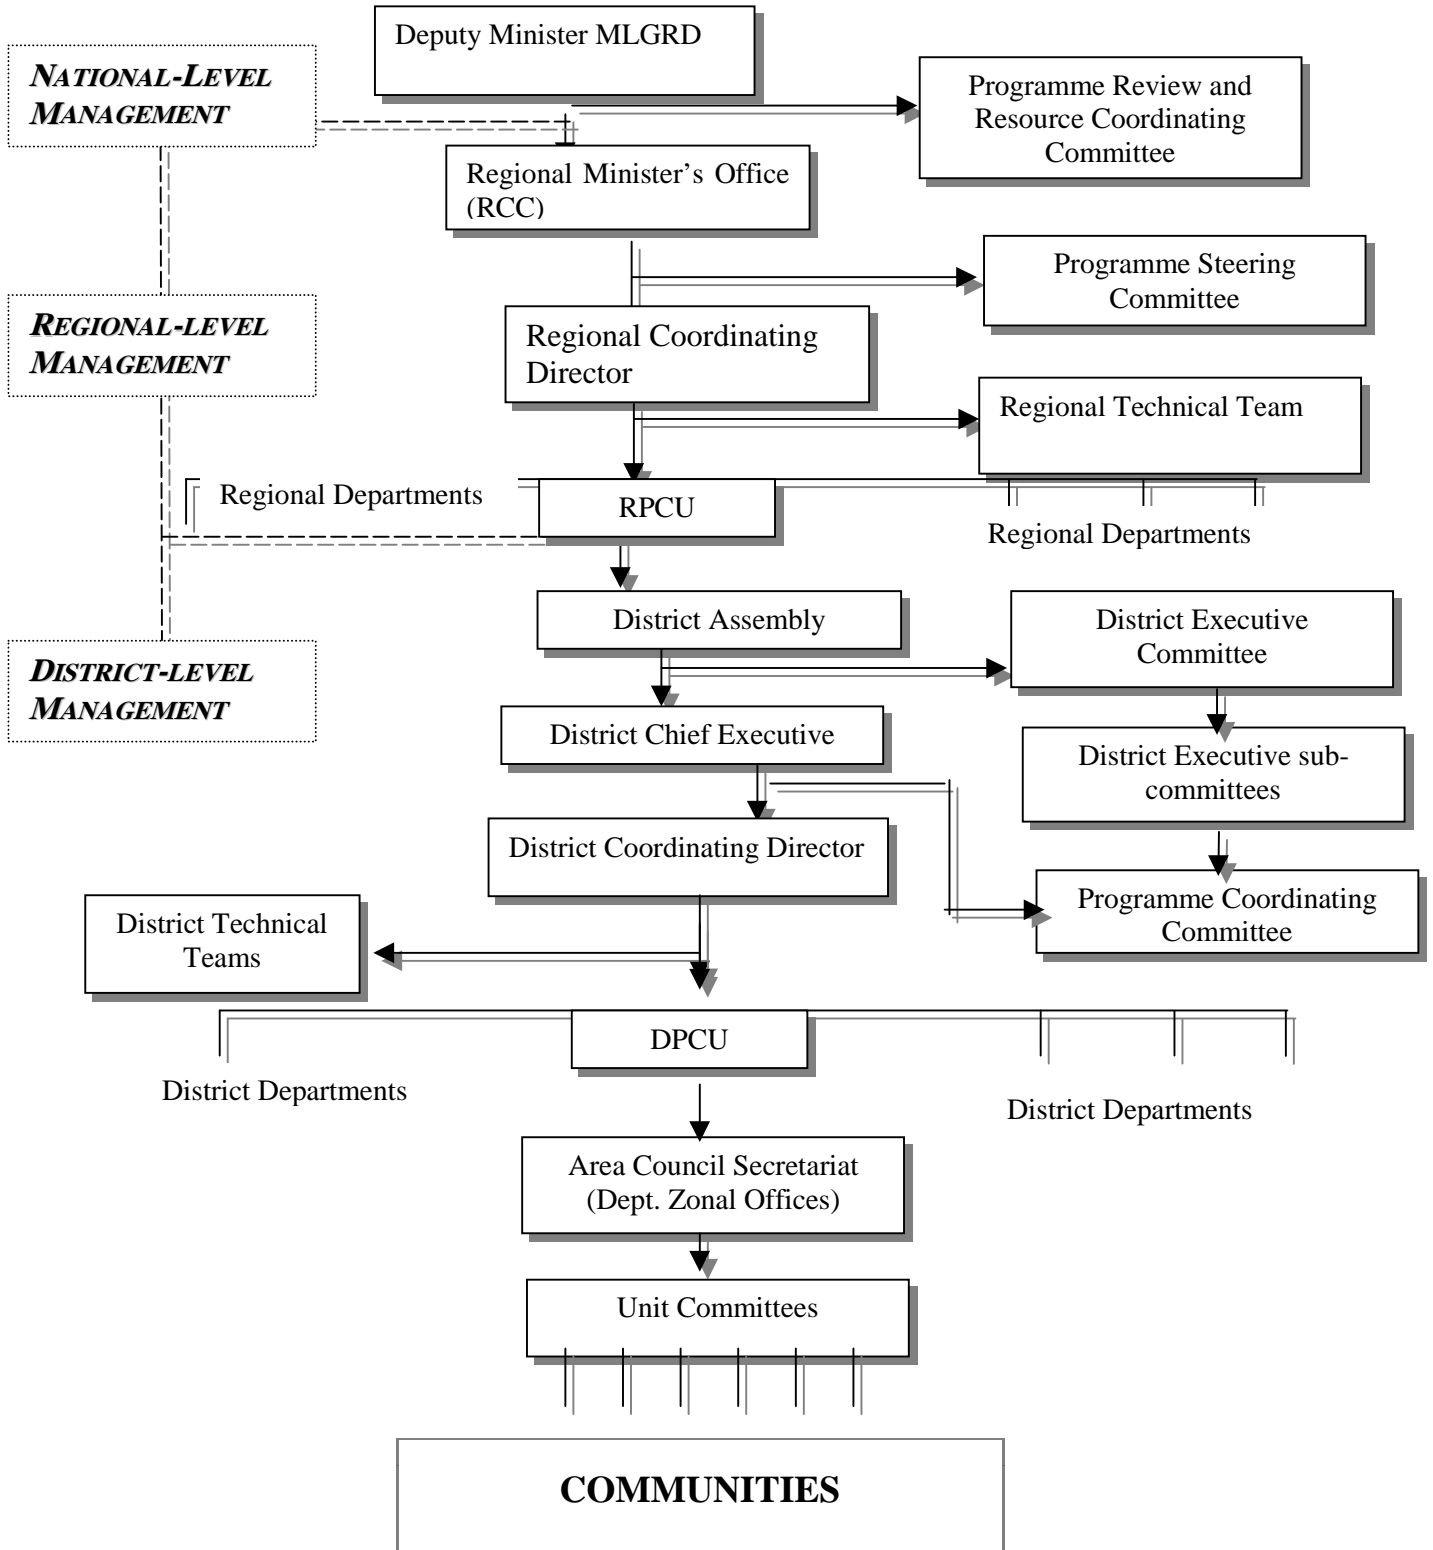 Deputy Minister MLGRD
NATIONAL-LEVEL
MANAGEMENT
Programme Review and
Resource Coordinating
Committee
Regional Minister’s Office
(RCC)
Programme Steering
Committee
REGIONAL-LEVEL
MANAGEMENT
Regional Coordinating
Director
Regional Technical Team
Regional Departments
RPCU
Regional Departments
District Assembly
District Executive
Committee
DISTRICT-LEVEL
MANAGEMENT
District Chief Executive
District Executive sub-
committees
District Coordinating Director
Programme Coordinating
Committee
District Technical
Teams
DPCU
District Departments
District Departments
Area Council Secretariat
(Dept. Zonal Offices)
Unit Committees
COMMUNITIES